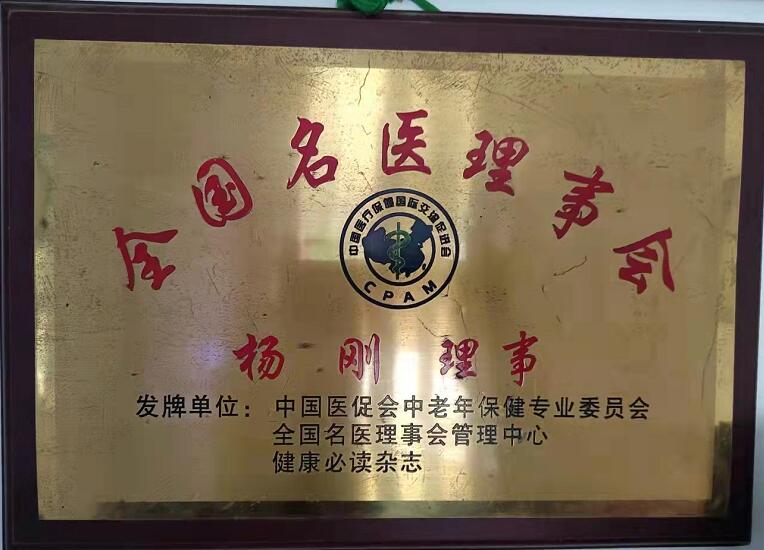 全国名医理事会
中国医疗保健国际交流促进会
CPAM
杨刚 理事
发牌单位：中国医促会中老年保健专业委员会
全国名医理事会管理中心
健康必读杂志